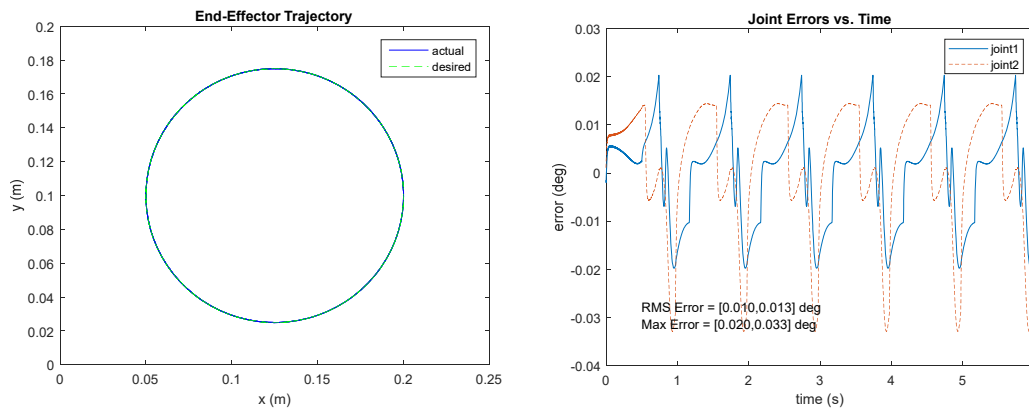 End-Effector Trajectory
0.2
0.18
0.16
0.14
0.12
0.1
0.08
0.06
0.04
0.02
0
y (m)
actual
desired
0
0.05
0.1
0.15
0.2
0.25
x (m)
Joint Errors vs. Time
0.03
0.02
0.01
0
-0.01
-0.02
-0.03
-0.04
error (deg)
joint1
joint2
RMS Error = [0.010,0.013] deg
Max Error = [0.020,0.033] deg
0
1
2
3
4
5
time (s)